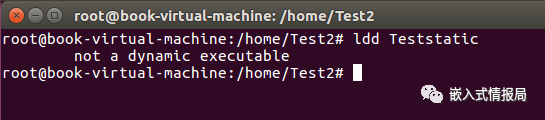 root@book-virtual-machine: /home/Test2
root@book-virtual-machine:/home/Test2# ldd Teststatic
not a dynamic executable
root@book-virtual-machine:/home/Test2#
嵌入式情报局